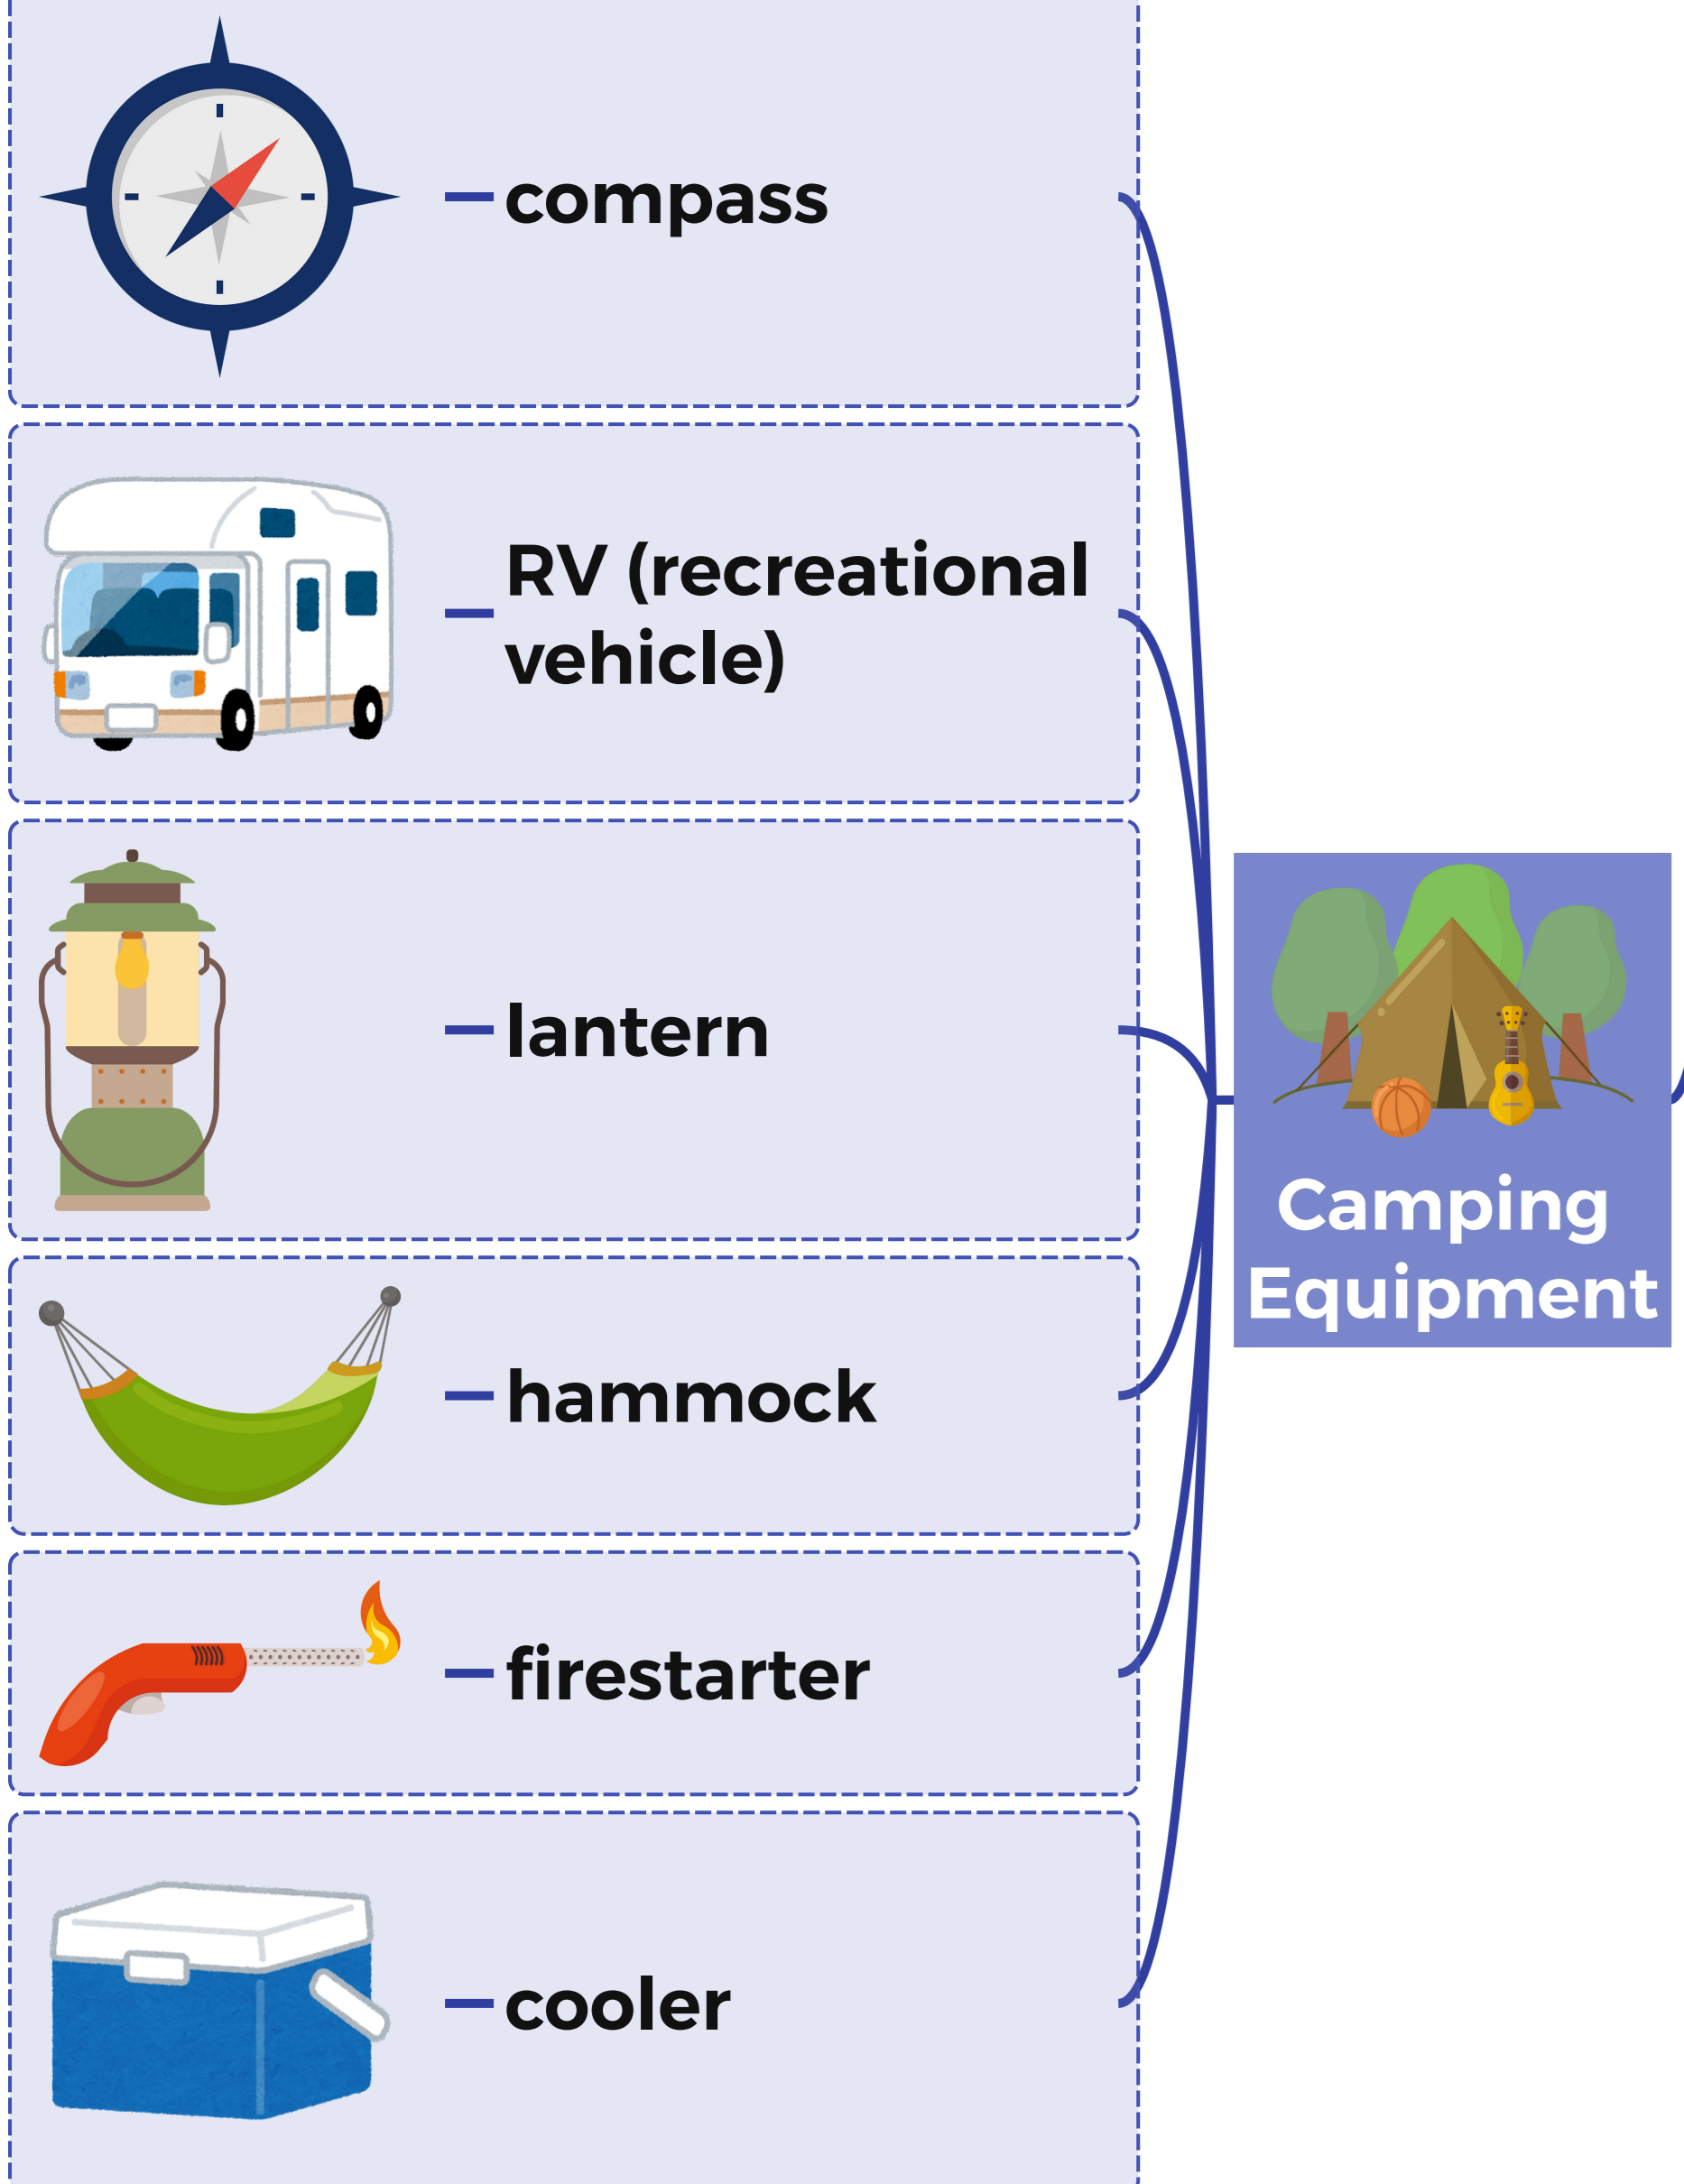 compass
RV (recreational
vehicle)
lantern
hammock
firestarter
cooler
Camping
Equipment